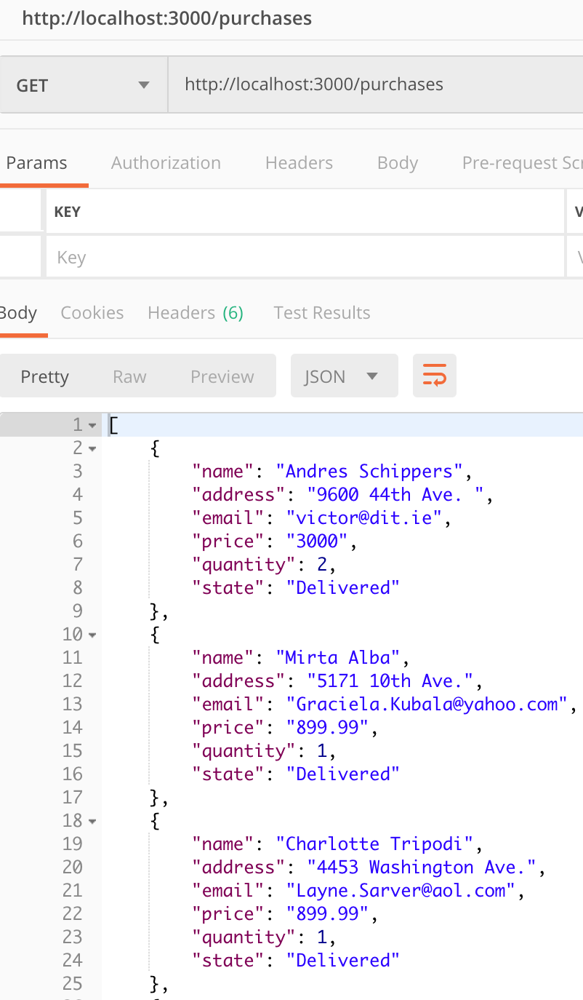 http://localhost:3000/purchases
GET http://localhost:3000/purchases
Params Authorization Headers Body Pre-request Scr
KEY V
Key V
Body Cookies Headers (6) Test Results
Pretty Raw Preview JSON
1 [
2 {
3 "name": "Andres Schippers",
4 "address": "9600 44th Ave. ",
5 "email": "victor@dit.ie",
6 "price": "3000",
7 "quantity": 2,
8 "state": "Delivered"
9 },
10 {
11 "name": "Mirta Alba",
12 "address": "5171 10th Ave.",
13 "email": "Graciela.Kubala@yahoo.com",
14 "price": "899.99",
15 "quantity": 1,
16 "state": "Delivered"
17 },
18 {
19 "name": "Charlotte Tripodi",
20 "address": "4453 Washington Ave.",
21 "email": "Layne.Sarver@aol.com",
22 "price": "899.99",
23 "quantity": 1,
24 "state": "Delivered"
25 },